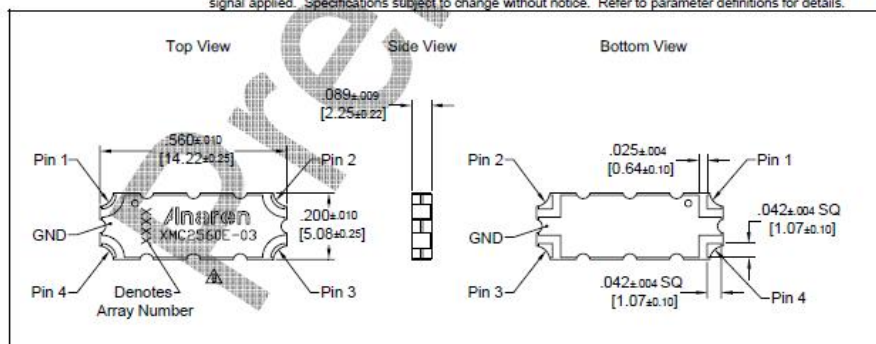 signal applied. Specifications subject to change without notice. Refer to parameter definitions for details.
Top View
Side View
Bottom View
.089±.009
[2.25±0.22]
.560±.010
[14.22±0.25]
Pin 1
Pin 2
.200±.010
[5.08±0.25]
Anaren
XMC2560E-03
XXXX
GND
Pin 4
Pin 3
Denotes
Array Number
.025±.004
[0.64±0.10]
Pin 2
Pin 1
.042±.004 SQ
[1.07±0.10]
GND
Pin 3
.042±.004 SQ
[1.07±0.10]
Pin 4
Pre